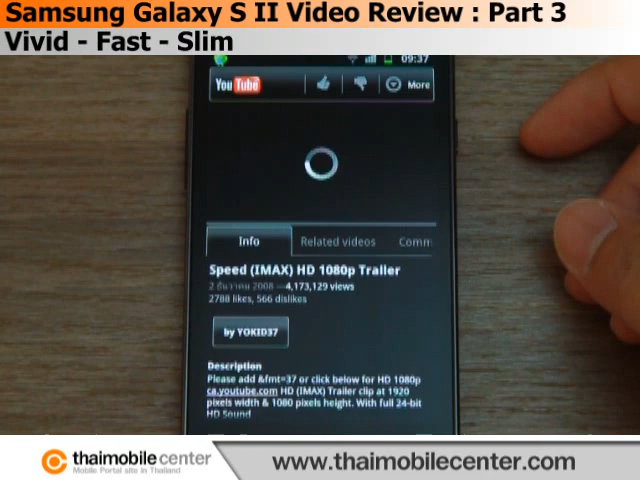 Samsung Galaxy S II Video Review : Part 3
Vivid - Fast - Slim
09:37
YouTube More
Info Related videos Comm
Speed (IMAX) HD 1080p Trailer
2 ธันวาคม 2008 — 4,173,129 views
2788 likes, 566 dislikes
by YOKID37
Description
Please add &fmt=37 or click below for HD 1080p
ca.youtube.com HD (IMAX) Trailer clip at 1920
pixels width & 1080 pixels height. With full 24-bit
HD Sound
thaimobilecenter
Mobile Portal site in Thailand
www.thaimobilecenter.com